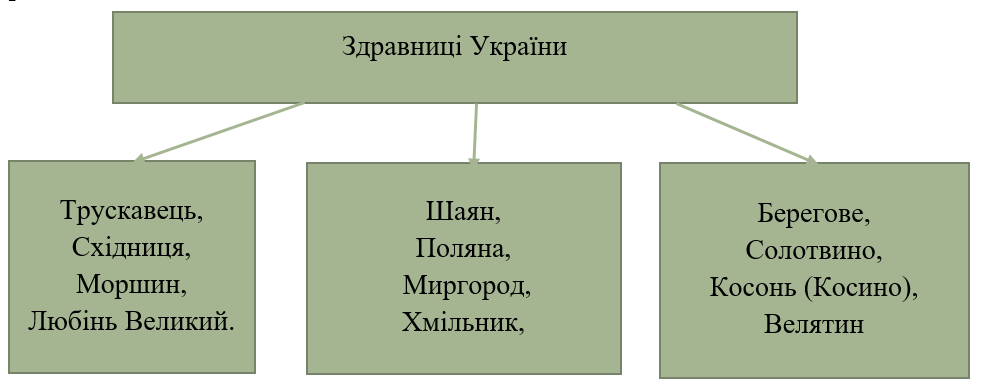 Здравниці України
Трускавець,
Східниця,
Моршин,
Любінь Великий.
Шаян,
Поляна,
Миргород,
Хмільник,
Берегове,
Солотвино,
Косонь (Косино),
Велятин